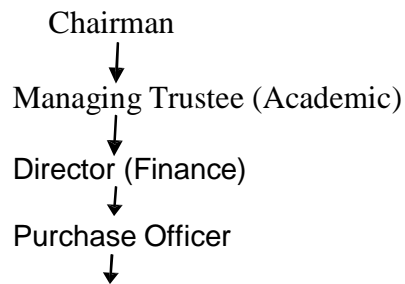 Chairman
Managing Trustee (Academic)
Director (Finance)
Purchase Officer